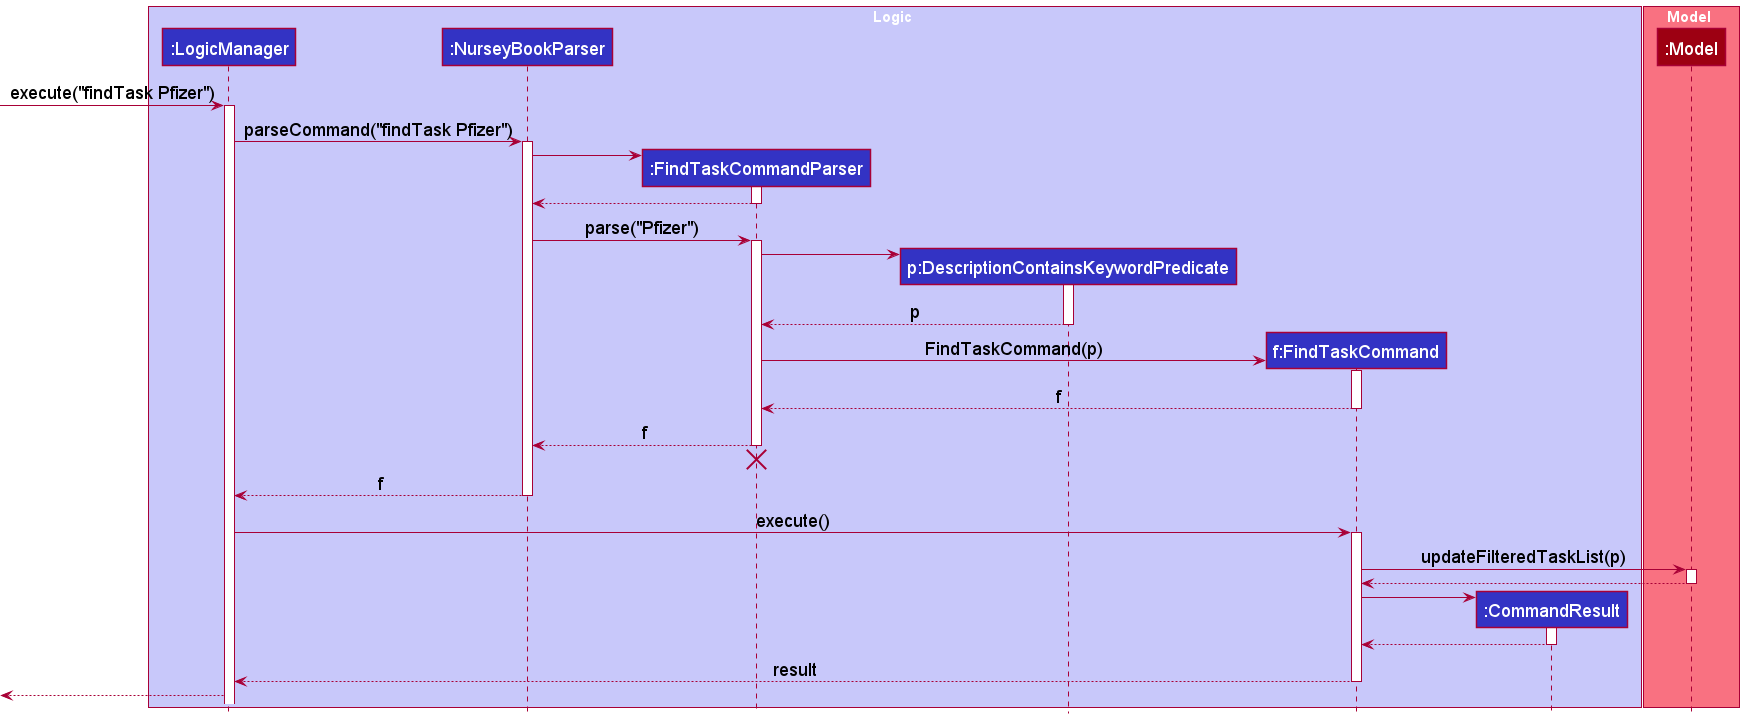 Logic
Model
:LogicManager
:NurseyBookParser
:Model
execute("findTask Pfizer")
parseCommand("findTask Pfizer")
:FindTaskCommandParser
parse("Pfizer")
p:DescriptionContainsKeywordPredicate
p
FindTaskCommand(p)
f:FindTaskCommand
f
f
f
execute()
updateFilteredTaskList(p)
:CommandResult
result